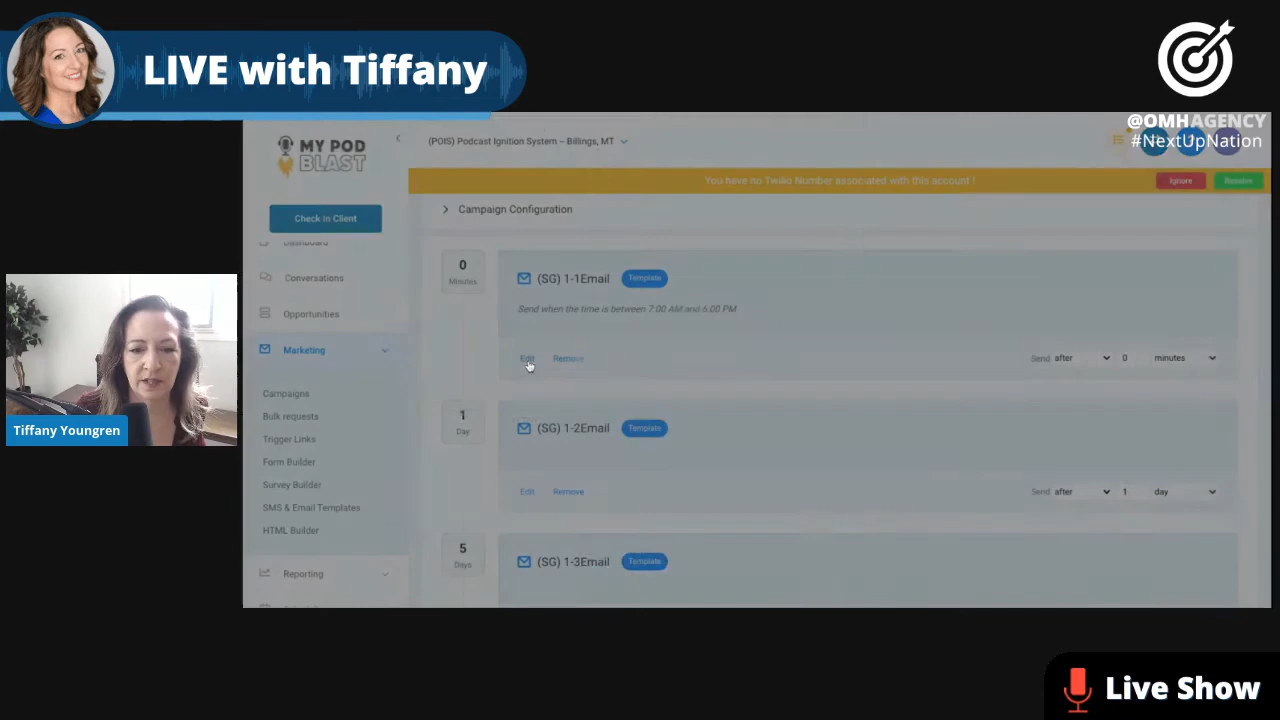 LIVE with Tiffany
@OMHAGENCY
#NextUpNation
MY POD
BLAST
(POIS) Podcast Ignition System – Billings, MT
You have no Twilio Number associated with this account !
Ignore
Resolve
Check In Client
Campaign Configuration
Dashboard
Conversations
Opportunities
Marketing
Campaigns
Bulk requests
Trigger Links
Form Builder
Survey Builder
SMS & Email Templates
HTML Builder
Reporting
0
Minutes
(SG) 1-1Email
Template
Send when the time is between 7:00 AM and 6:00 PM
Edit
Remove
Send after 0 minutes
1
Day
(SG) 1-2Email
Template
Edit
Remove
Send after 1 day
5
Days
(SG) 1-3Email
Template
Tiffany Youngren
Live Show